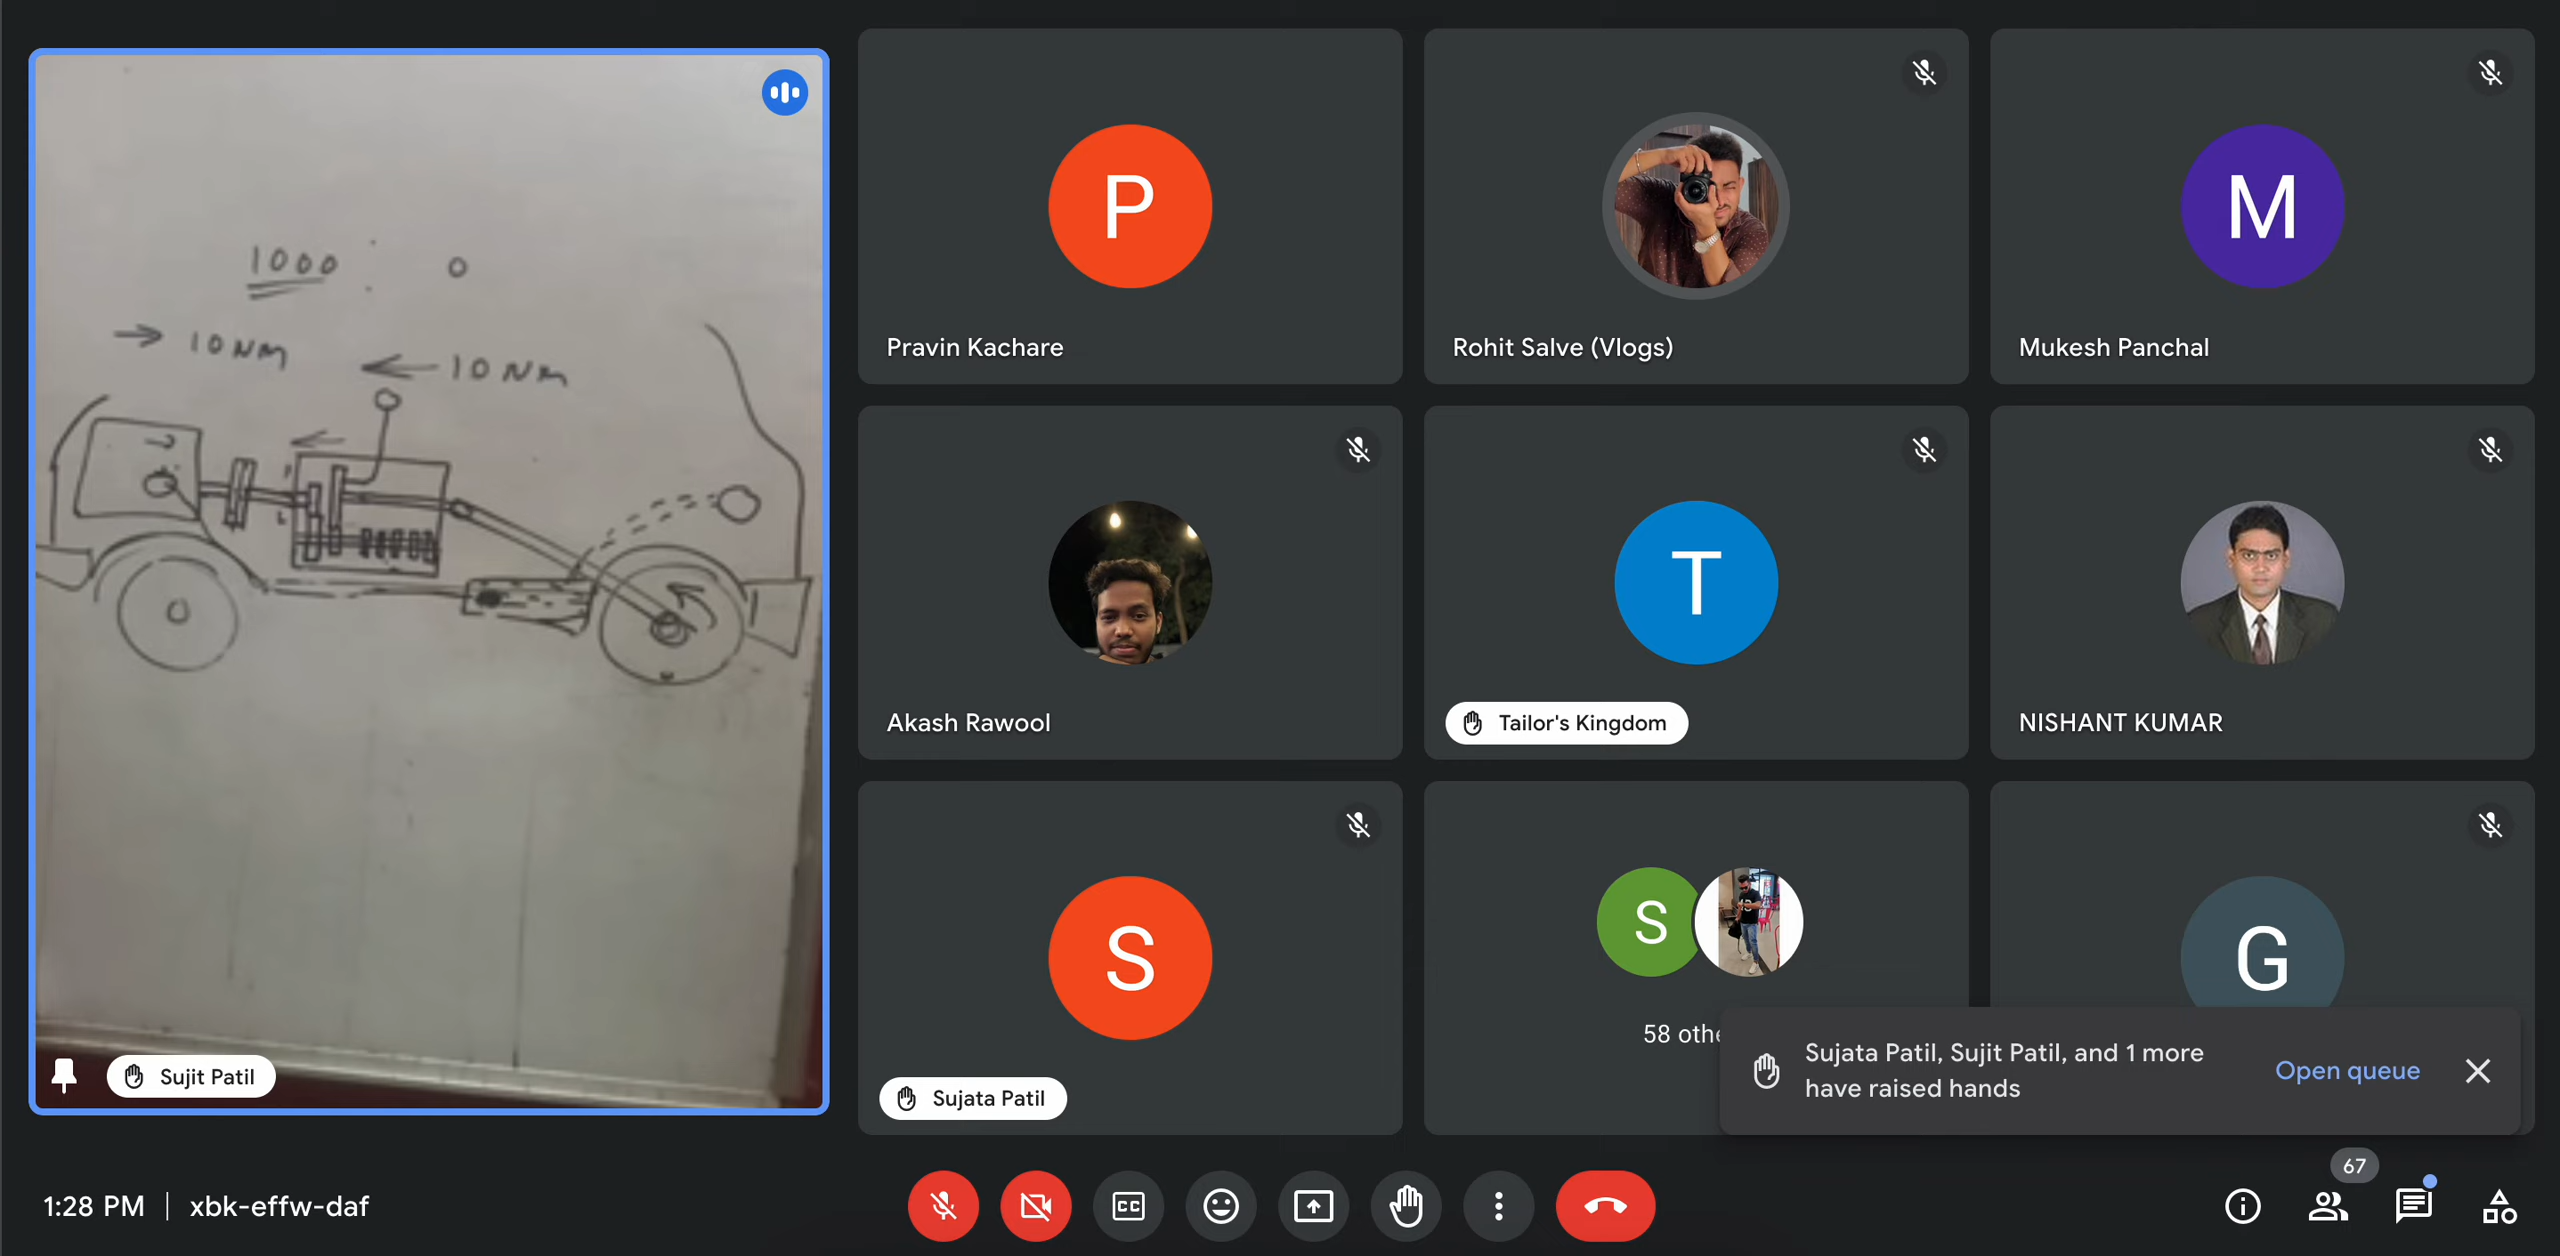 1000 : 0
→ 10 NM
← 10 Nm
Sujit Patil
P
Pravin Kachare
Rohit Salve (Vlogs)
M
Mukesh Panchal
Akash Rawool
T
Tailor's Kingdom
NISHANT KUMAR
S
Sujata Patil
S
58 othe
G
Sujata Patil, Sujit Patil, and 1 more
have raised hands
Open queue
1:28 PM | xbk-effw-daf
CC
67